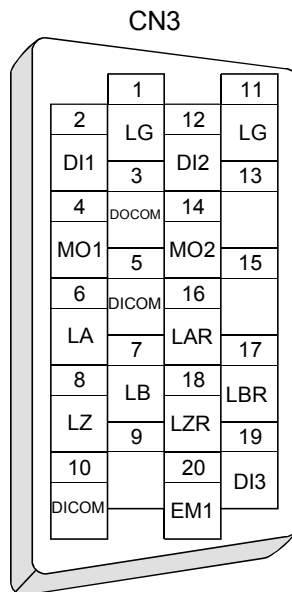 CN3
1 11
2 LG 12 LG
DI1 3 DI2 13
4 DOCOM 14
MO1 5 MO2 15
6 DICOM 16
LA 7 LAR 17
8 LB 18 LBR
LZ 9 LZR 19
10 20 DI3
DICOM EM1